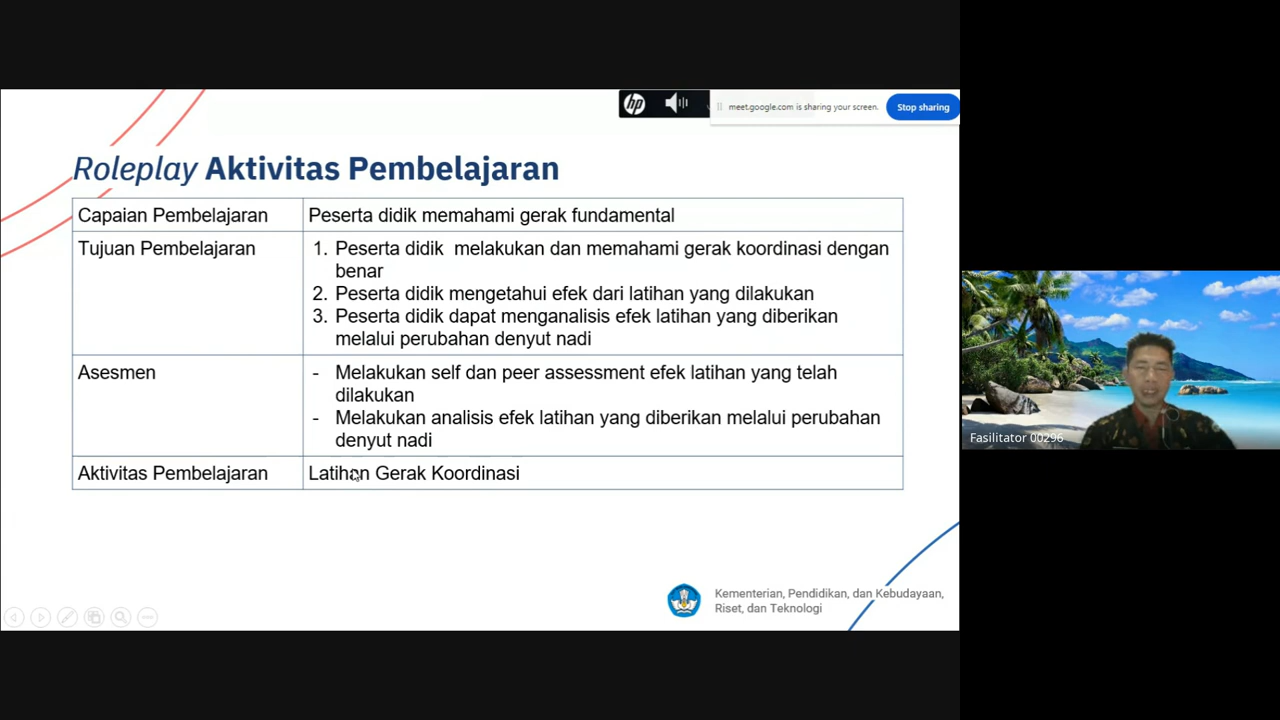 meet.google.com is sharing your screen.
Stop sharing
Roleplay Aktivitas Pembelajaran
Capaian Pembelajaran
Peserta didik memahami gerak fundamental
Tujuan Pembelajaran
1. Peserta didik melakukan dan memahami gerak koordinasi dengan
benar
2. Peserta didik mengetahui efek dari latihan yang dilakukan
3. Peserta didik dapat menganalisis efek latihan yang diberikan
melalui perubahan denyut nadi
Asesmen
- Melakukan self dan peer assessment efek latihan yang telah
dilakukan
- Melakukan analisis efek latihan yang diberikan melalui perubahan
denyut nadi
Aktivitas Pembelajaran
Latihan Gerak Koordinasi
Kementerian, Pendidikan, dan Kebudayaan,
Riset, dan Teknologi
Fasilitator 00296
hp